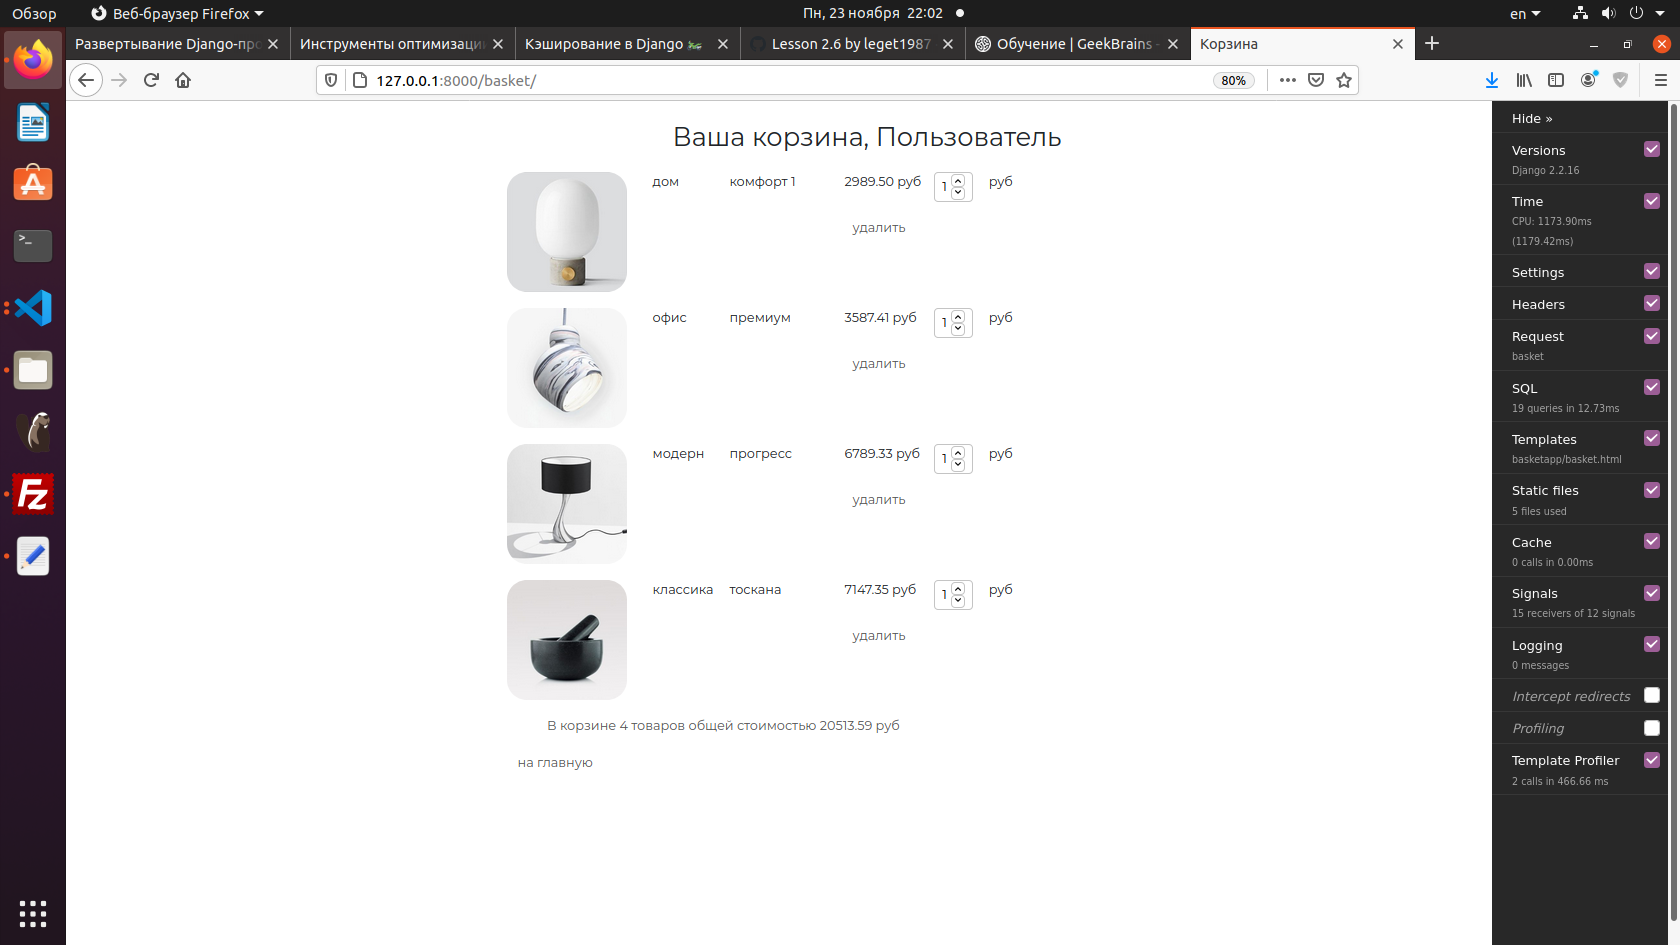 Обзор
Веб-браузер Firefox
Пн, 23 ноября 22:02
en
Развертывание Django-про
Инструменты оптимизации
Кэширование в Django
Lesson 2.6 by leget1987
Обучение | GeekBrains -
Корзина
127.0.0.1:8000/basket/
80%
Ваша корзина, Пользователь
дом комфорт 1 2989.50 руб 1 руб
удалить
офис премиум 3587.41 руб 1 руб
удалить
модерн прогресс 6789.33 руб 1 руб
удалить
классика тоскана 7147.35 руб 1 руб
удалить
В корзине 4 товаров общей стоимостью 20513.59 руб
на главную
Hide »
Versions
Django 2.2.16
Time
CPU: 1173.90ms
(1179.42ms)
Settings
Headers
Request
basket
SQL
19 queries in 12.73ms
Templates
basketapp/basket.html
Static files
5 files used
Cache
0 calls in 0.00ms
Signals
15 receivers of 12 signals
Logging
0 messages
Intercept redirects
Profiling
Template Profiler
2 calls in 466.66 ms
>_
Fz